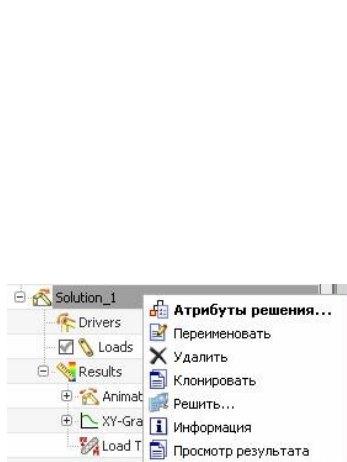 Solution_1
Атрибуты решения...
Drivers
Переименовать
Loads
Удалить
Results
Клонировать
Animat
Решить...
XY-Gra
Информация
Load T
Просмотр результата